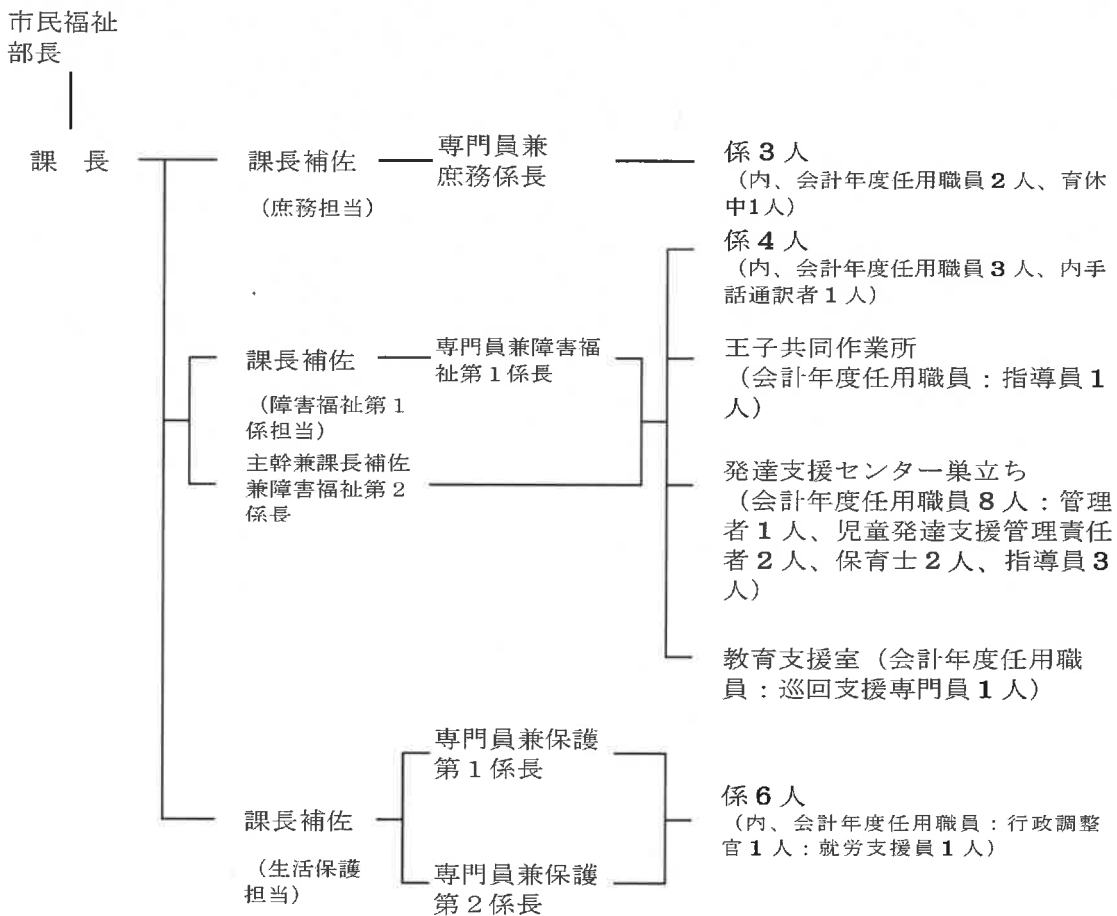 市民福祉
部長
課　長
課長補佐
（庶務担当）
専門員兼
庶務係長
係３人
（内、会計年度任用職員２人、育休
中1人）
係４人
（内、会計年度任用職員３人、内手
話通訳者１人）
課長補佐
（障害福祉第１
係担当）
専門員兼障害福
祉第１係長
主幹兼課長補佐
兼障害福祉第２
係長
王子共同作業所
（会計年度任用職員：指導員１
人）
発達支援センター巣立ち
（会計年度任用職員８人：管理
者１人、児童発達支援管理責任
者２人、保育士２人、指導員３
人）
教育支援室（会計年度任用職
員：巡回支援専門員１人）
課長補佐
（生活保護
担当）
専門員兼保護
第１係長
専門員兼保護
第２係長
係６人
（内、会計年度任用職員：行政調整
官１人：就労支援員１人）